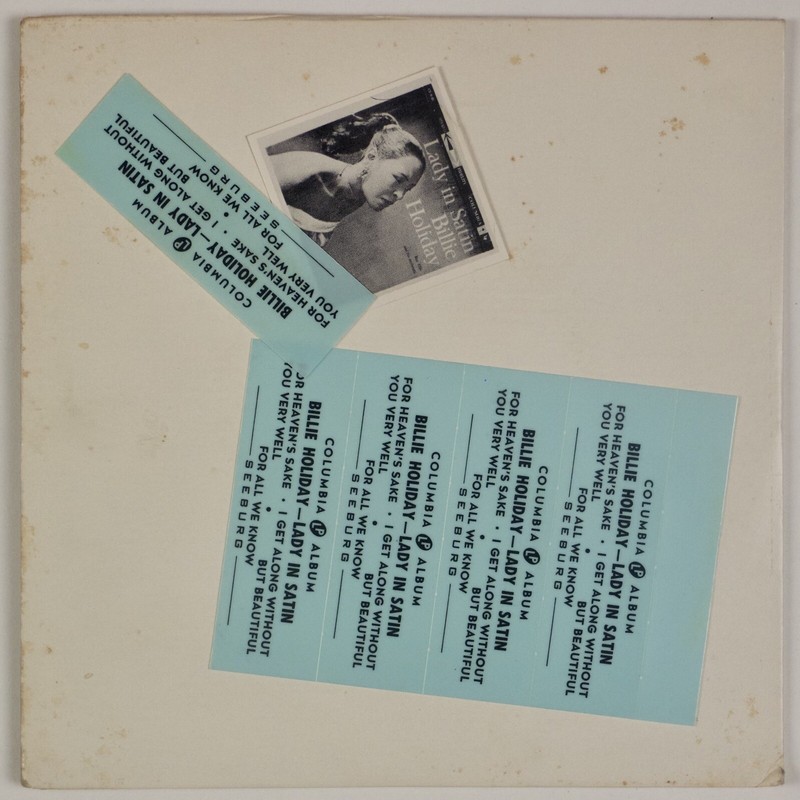 Lady in Satin
Billie
Holiday
COLUMBIA LP ALBUM
BILLIE HOLIDAY—LADY IN SATIN
FOR HEAVEN'S SAKE • I GET ALONG WITHOUT
YOU VERY WELL • BUT BEAUTIFUL
FOR ALL WE KNOW
SEEBURG
COLUMBIA LP ALBUM
BILLIE HOLIDAY—LADY IN SATIN
OR HEAVEN'S SAKE • I GET ALONG WITHOUT
YOU VERY WELL • BUT BEAUTIFUL
FOR ALL WE KNOW
SEEBURG
COLUMBIA LP ALBUM
BILLIE HOLIDAY—LADY IN SATIN
FOR HEAVEN'S SAKE • I GET ALONG WITHOUT
YOU VERY WELL • BUT BEAUTIFUL
FOR ALL WE KNOW
SEEBURG
COLUMBIA LP ALBUM
BILLIE HOLIDAY—LADY IN SATIN
FOR HEAVEN'S SAKE • I GET ALONG WITHOUT
YOU VERY WELL • BUT BEAUTIFUL
FOR ALL WE KNOW
SEEBURG
COLUMBIA LP ALBUM
BILLIE HOLIDAY—LADY IN SATIN
FOR HEAVEN'S SAKE • I GET ALONG WITHOUT
YOU VERY WELL • BUT BEAUTIFUL
FOR ALL WE KNOW
SEEBURG